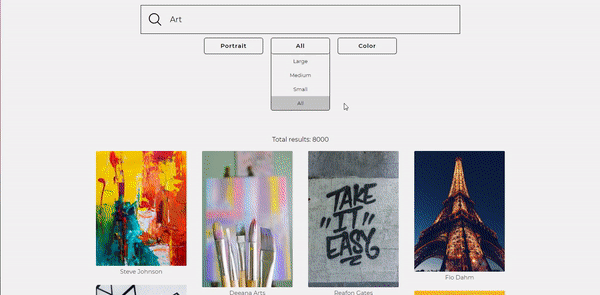 Art
Portrait
All
Color
Large
Medium
Small
All
Total results: 8000
TAKE
"IT"
EASY
Steve Johnson
Deeana Arts
Reafon Gates
Flo Dahm